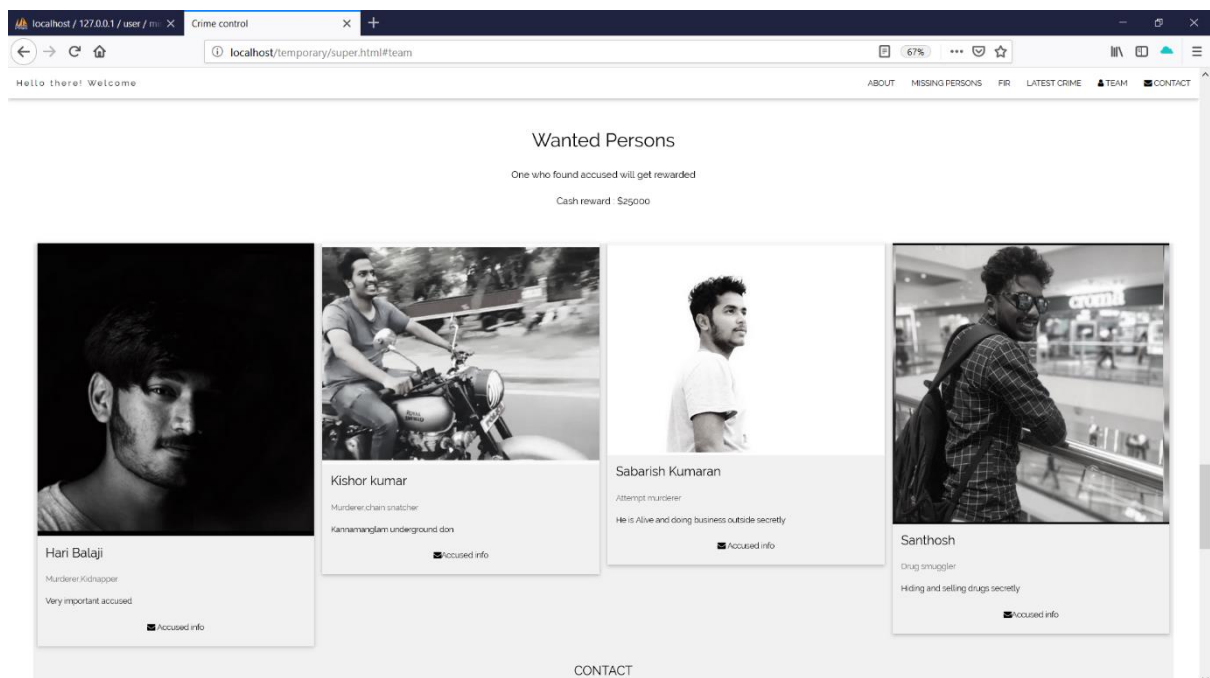 localhost / 127.0.0.1 / user / m
Crime control
localhost/temporary/super.html#team
67%
Hello there! Welcome
ABOUT MISSING PERSONS FIR LATEST CRIME TEAM CONTACT
Wanted Persons
One who found accused will get rewarded
Cash reward : $25000
croma
Hari Balaji
Murderer,Kidnapper
Very important accused
Accused info
Kishor kumar
Murderer,chain snatcher
Kannamanglam underground don
Accused info
Sabarish Kumaran
Attempt murderer
He is Alive and doing business outside secretly
Accused info
Santhosh
Drug smuggler
Hiding and selling drugs secretly
Accused info
CONTACT